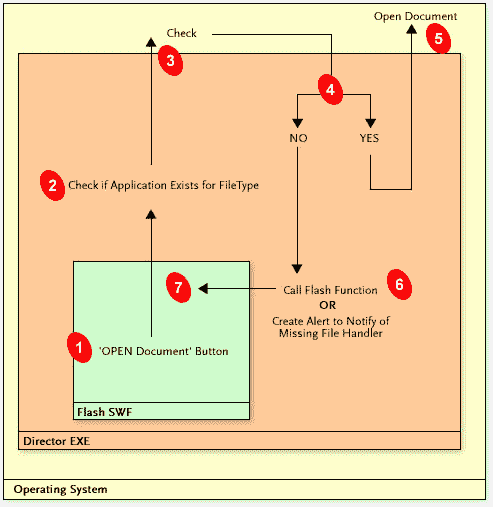 Open Document
5
Check
3
4
NO
YES
2
Check if Application Exists for FileType
7
Call Flash Function
6
OR
Create Alert to Notify of
Missing File Handler
1
'OPEN Document' Button
Flash SWF
Director EXE
Operating System